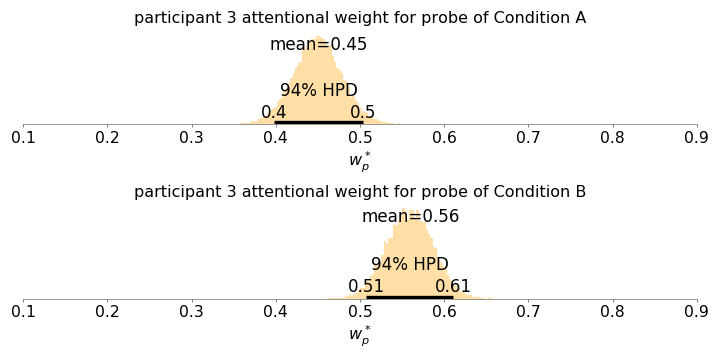 participant 3 attentional weight for probe of Condition A
mean=0.45
94% HPD
0.4 0.5
0.1 0.2 0.3 0.4 0.5 0.6 0.7 0.8 0.9
w_p^*
participant 3 attentional weight for probe of Condition B
mean=0.56
94% HPD
0.51 0.61
0.1 0.2 0.3 0.4 0.5 0.6 0.7 0.8 0.9
w_p^*